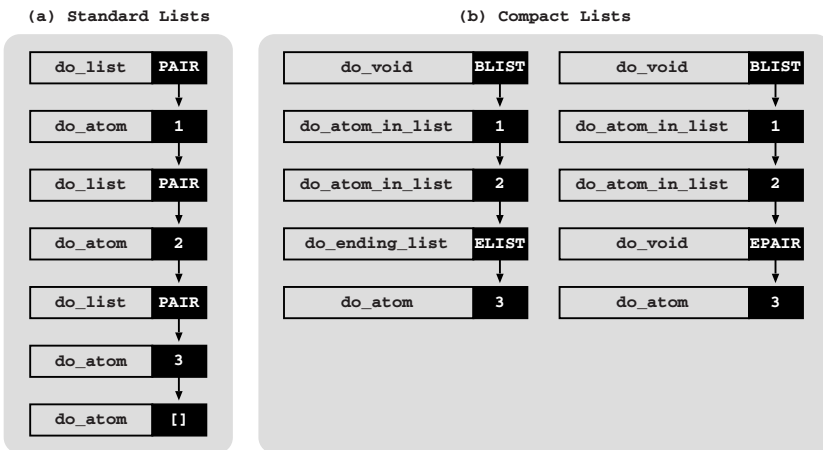 (a) Standard Lists
do_list PAIR
do_atom 1
do_list PAIR
do_atom 2
do_list PAIR
do_atom 3
do_atom []
(b) Compact Lists
do_void BLIST
do_atom_in_list 1
do_atom_in_list 2
do_ending_list ELIST
do_atom 3
do_void BLIST
do_atom_in_list 1
do_atom_in_list 2
do_void EPAIR
do_atom 3